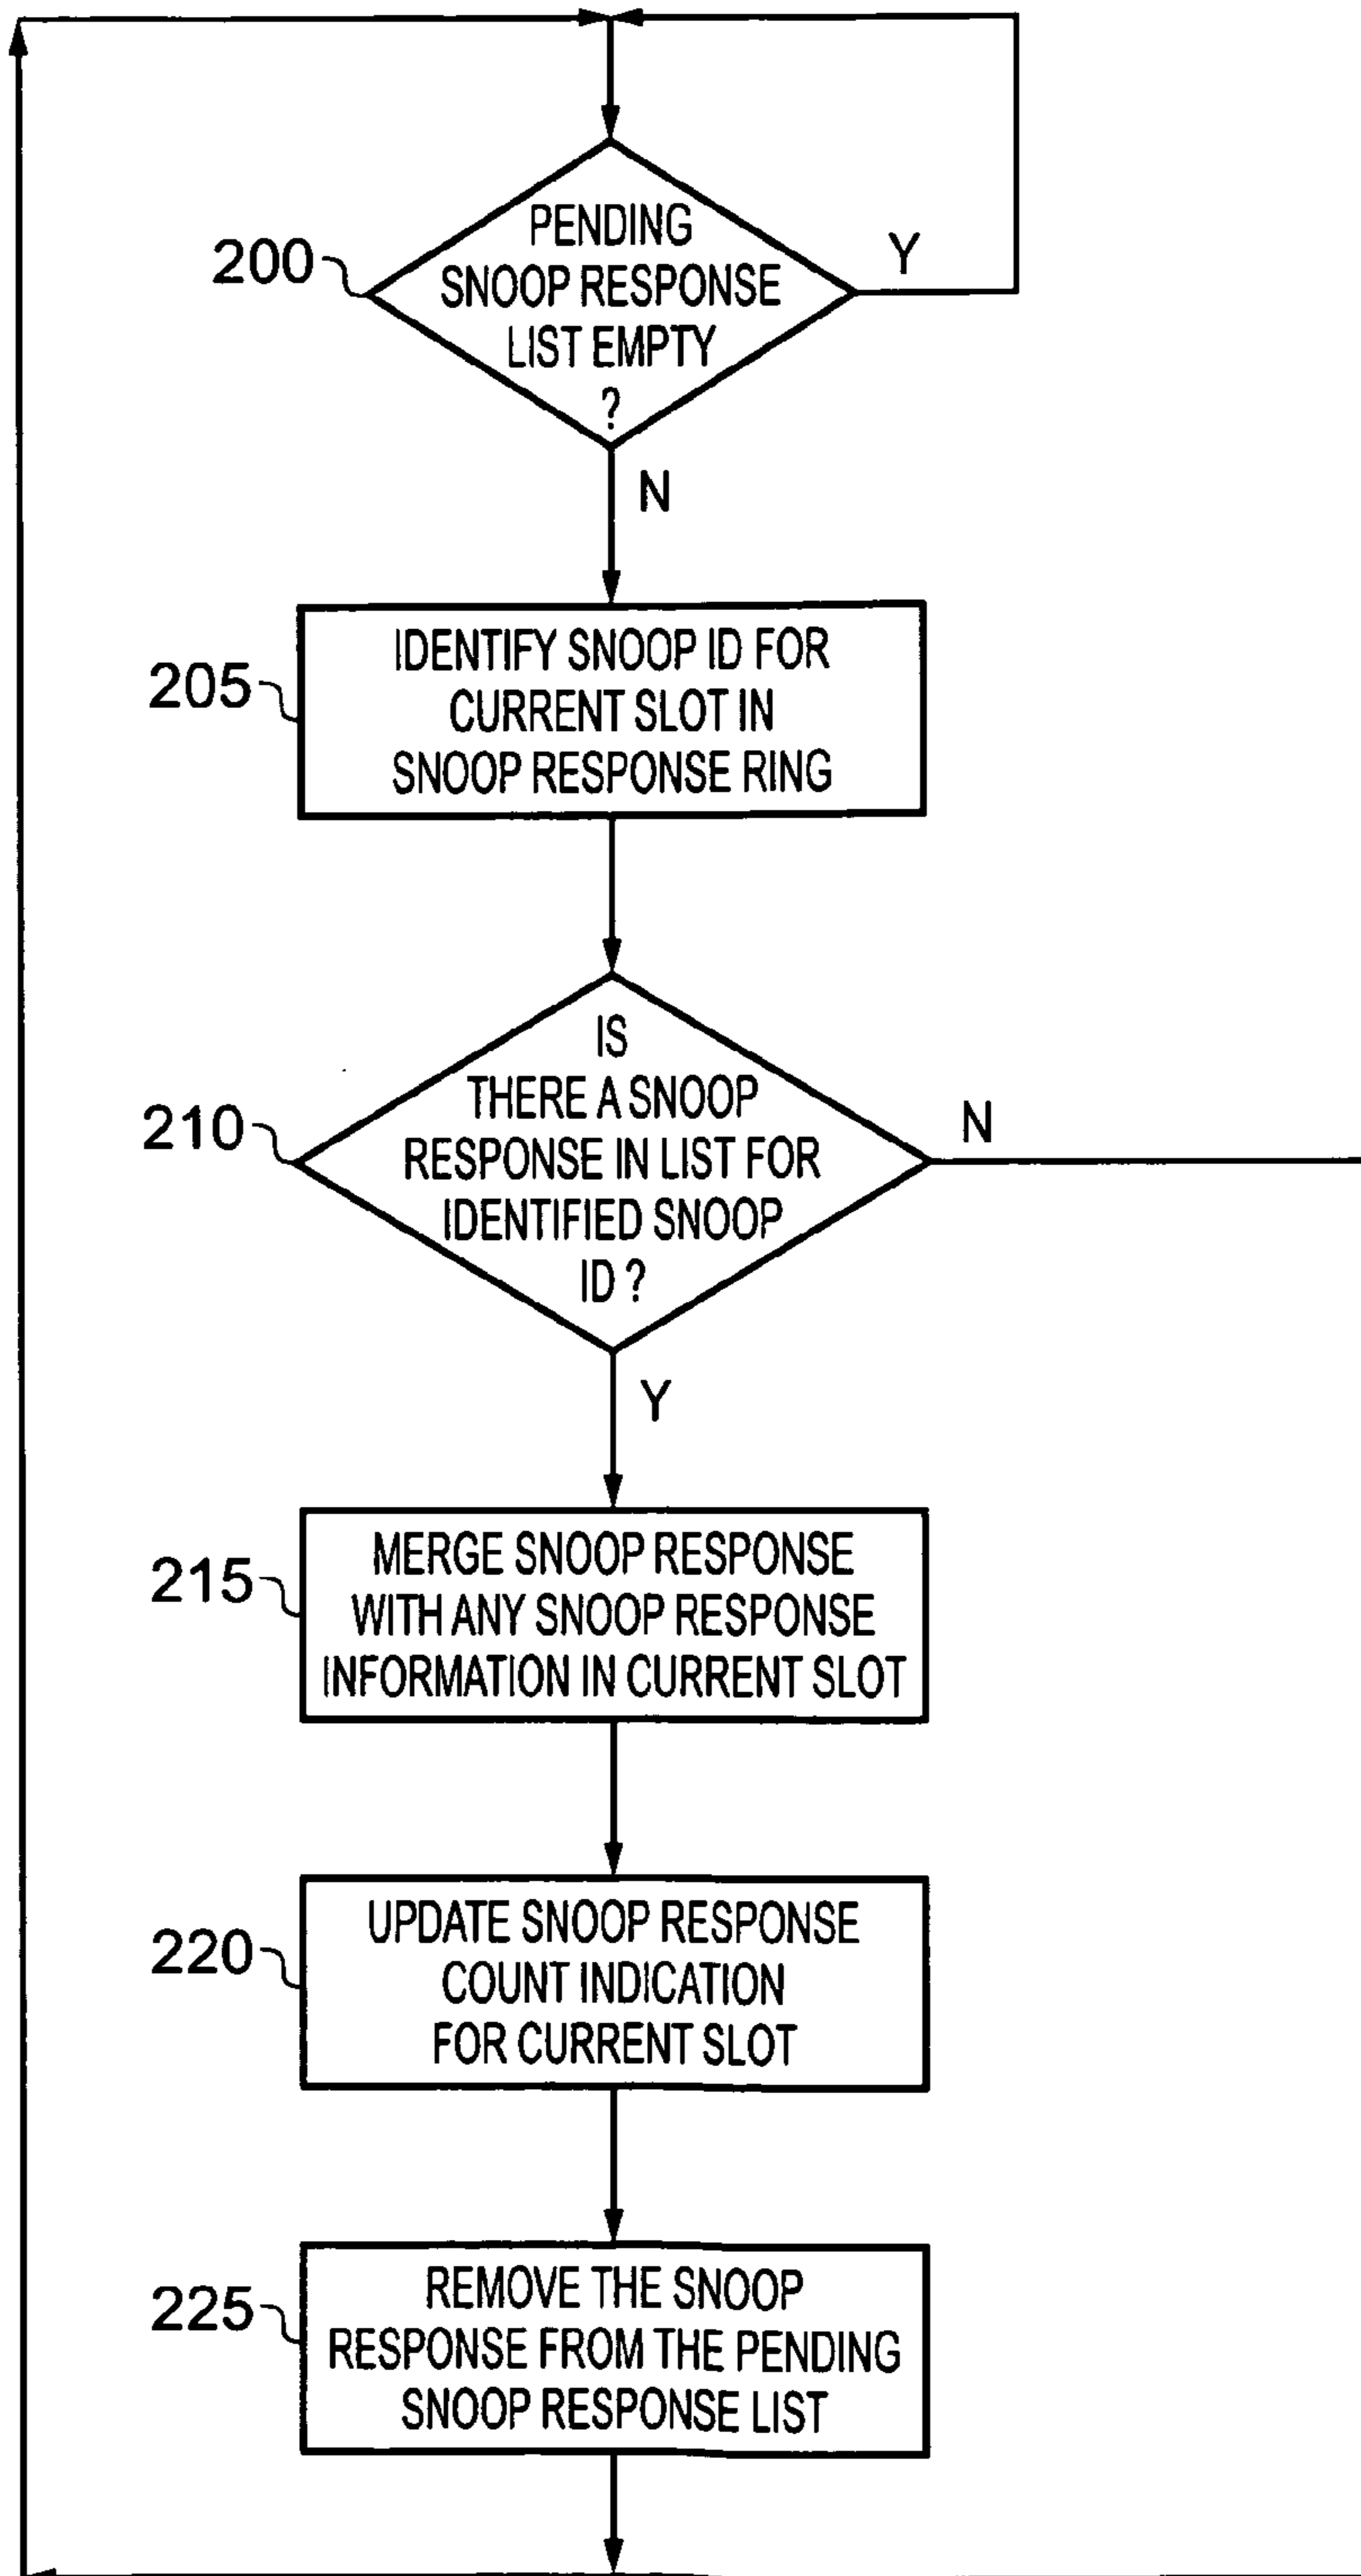 PENDING
SNOOP RESPONSE
LIST EMPTY
?
200
Y
N
IDENTIFY SNOOP ID FOR
CURRENT SLOT IN
SNOOP RESPONSE RING
205
IS
THERE A SNOOP
RESPONSE IN LIST FOR
IDENTIFIED SNOOP
ID ?
210
N
Y
MERGE SNOOP RESPONSE
WITH ANY SNOOP RESPONSE
INFORMATION IN CURRENT SLOT
215
UPDATE SNOOP RESPONSE
COUNT INDICATION
FOR CURRENT SLOT
220
REMOVE THE SNOOP
RESPONSE FROM THE PENDING
SNOOP RESPONSE LIST
225